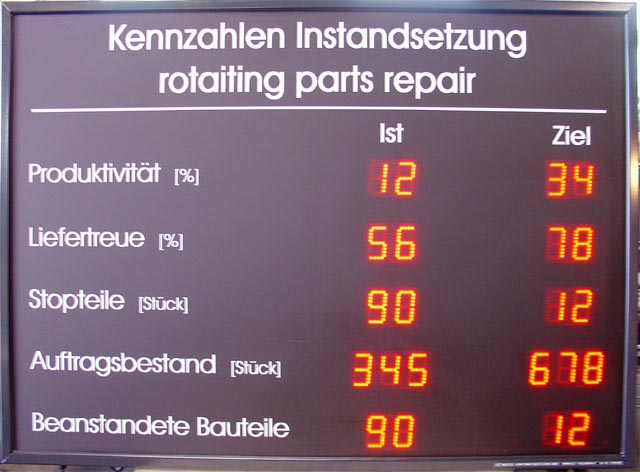 Kennzahlen Instandsetzung
rotaiting parts repair
Ist Ziel
Produktivität [%] 12 34
Liefertreue [%] 56 78
Stopteile [Stück] 90 12
Auftragsbestand [Stück] 345 678
Beanstandete Bauteile 90 12